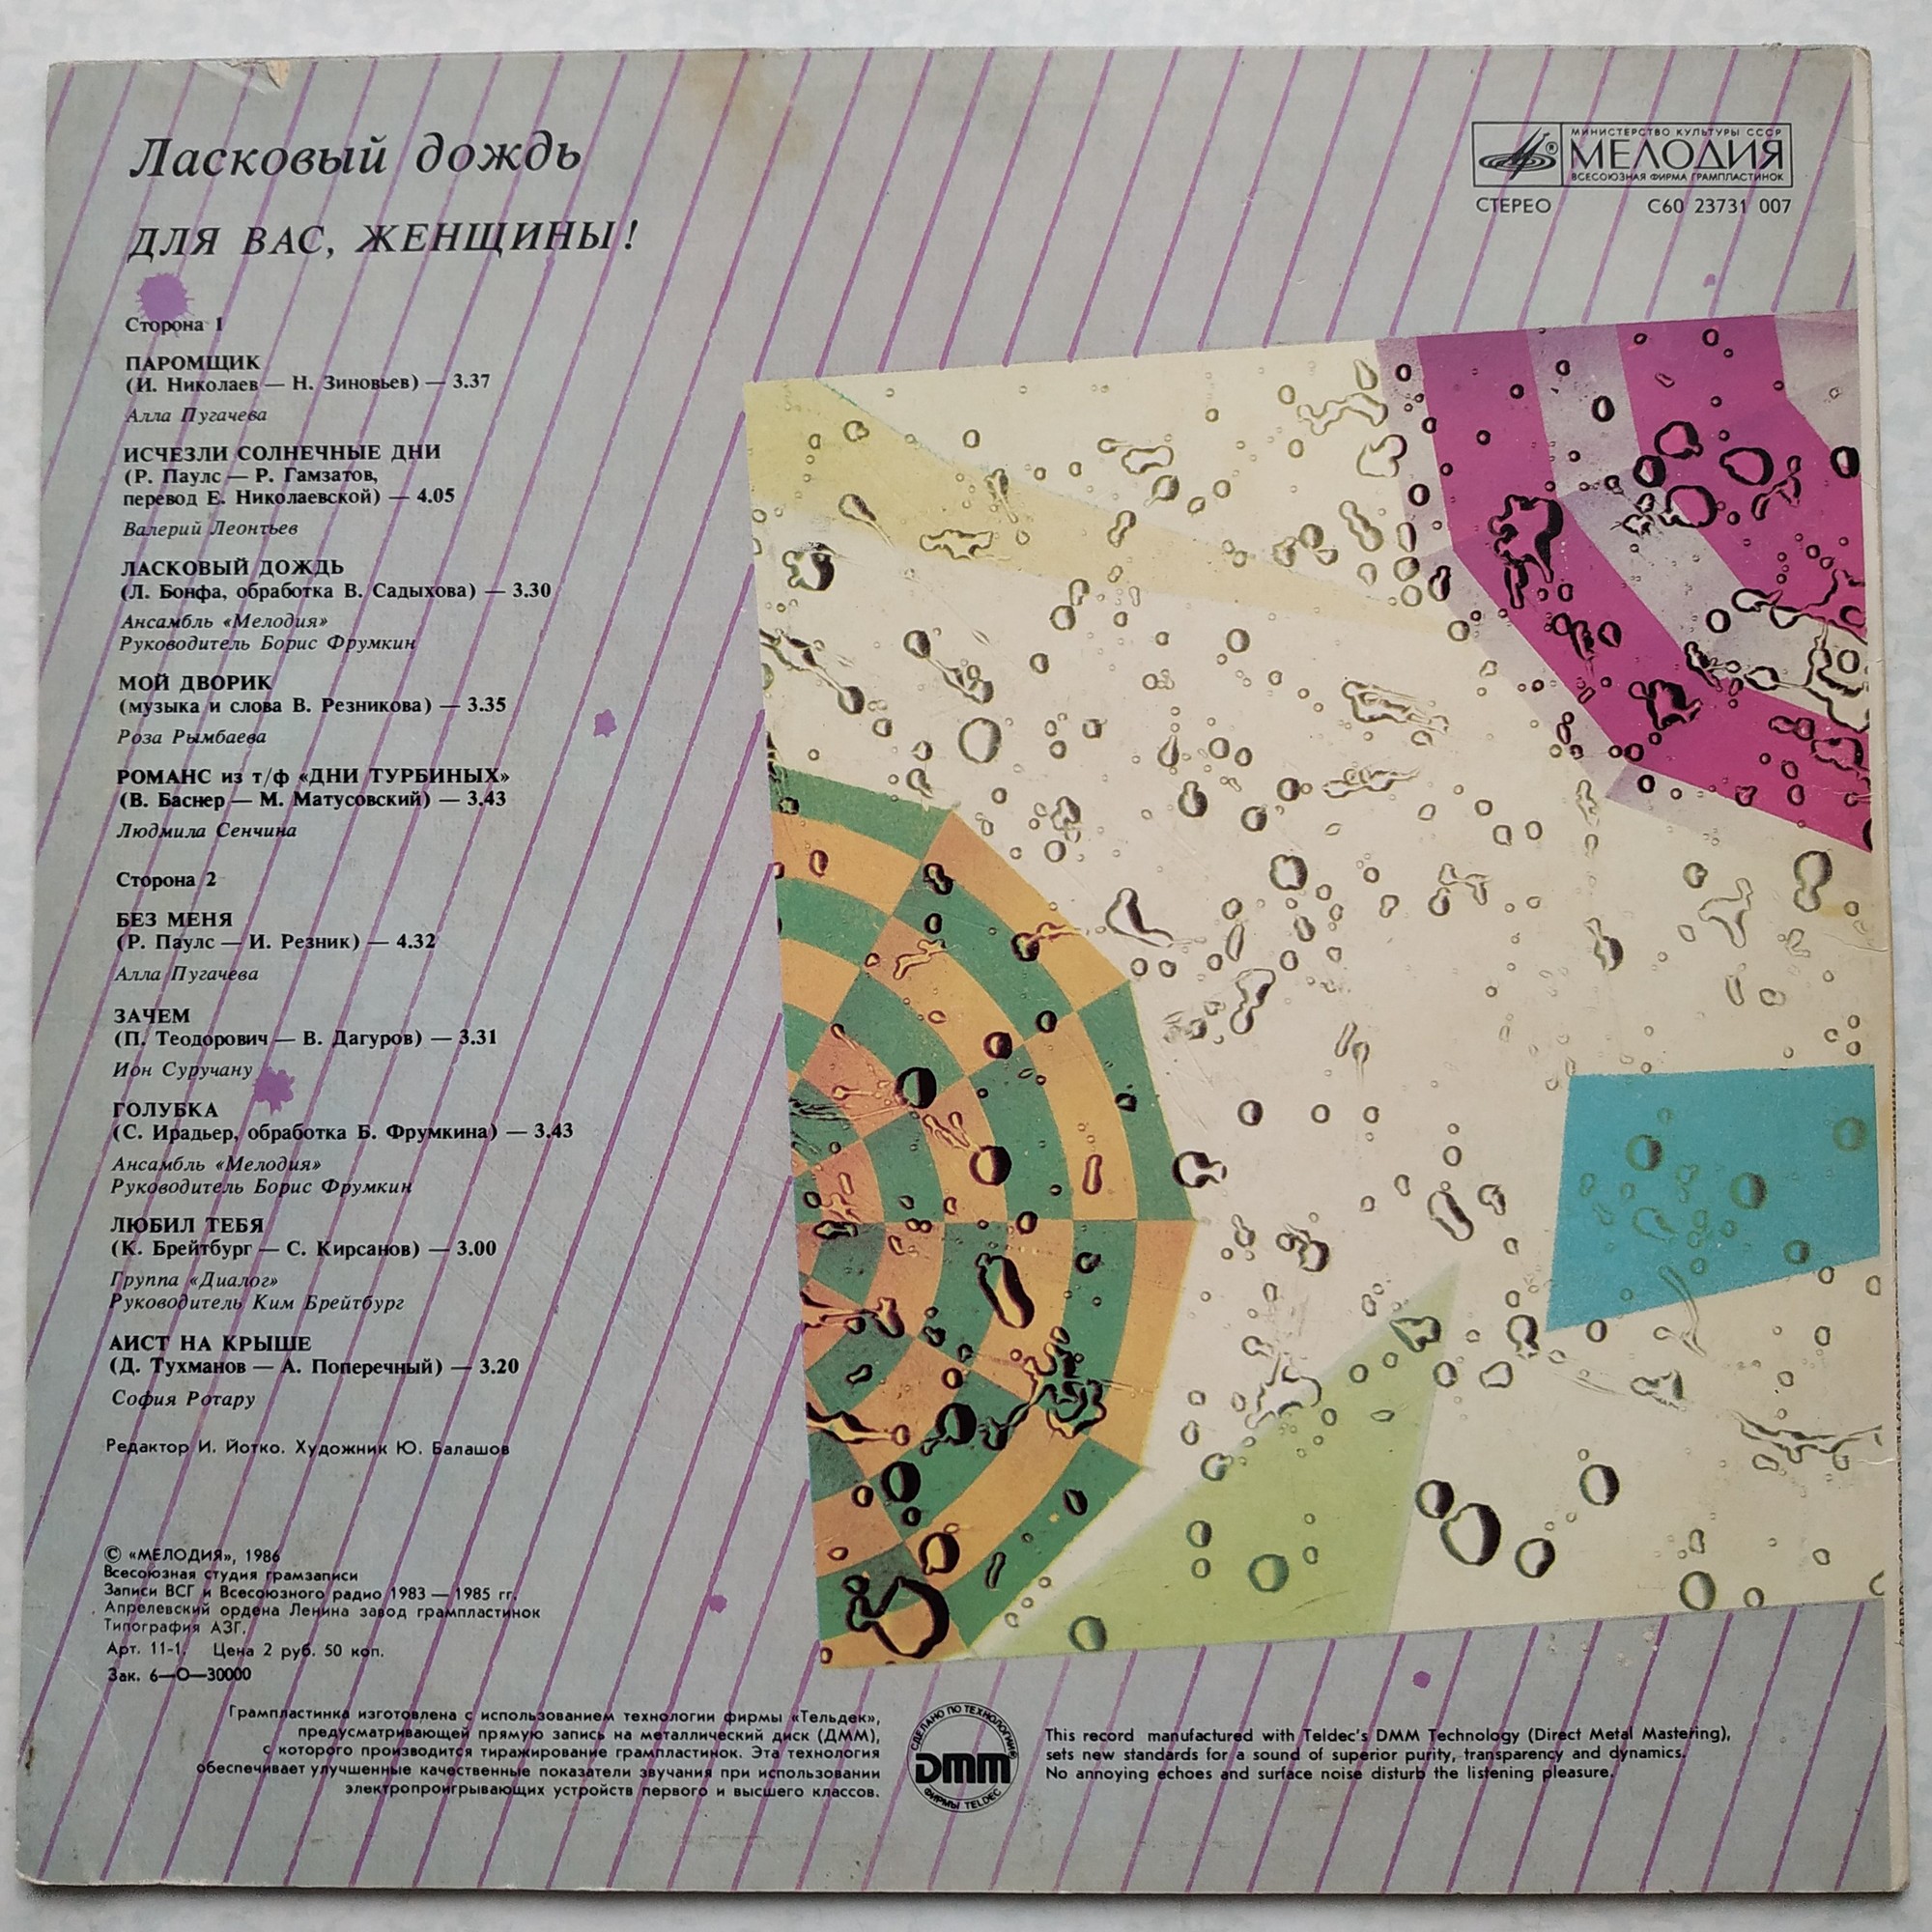 Ласковый дождь
ДЛЯ ВАС, ЖЕНЩИНЫ!
МИНИСТЕРСТВО КУЛЬТУРЫ СССР
®
МЕЛОДИЯ
ВСЕСОЮЗНАЯ ФИРМА ГРАМПЛАСТИНОК
СТЕРЕО С60 23731 007
Сторона 1
ПАРОМЩИК
(И. Николаев — Н. Зиновьев) — 3.37
Алла Пугачева
ИСЧЕЗЛИ СОЛНЕЧНЫЕ ДНИ
(Р. Паулс — Р. Гамзатов,
перевод Е. Николаевской) — 4.05
Валерий Леонтьев
ЛАСКОВЫЙ ДОЖДЬ
(Л. Бонфа, обработка В. Садыхова) — 3.30
Ансамбль «Мелодия»
Руководитель Борис Фрумкин
МОЙ ДВОРИК
(музыка и слова В. Резникова) — 3.35
Роза Рымбаева
РОМАНС из т/ф «ДНИ ТУРБИНЫХ»
(В. Баснер — М. Матусовский) — 3.43
Людмила Сенчина
Сторона 2
БЕЗ МЕНЯ
(Р. Паулс — И. Резник) — 4.32
Алла Пугачева
ЗАЧЕМ
(П. Теодорович — В. Дагуров) — 3.31
Ион Суручану
ГОЛУБКА
(С. Ирадьер, обработка Б. Фрумкина) — 3.43
Ансамбль «Мелодия»
Руководитель Борис Фрумкин
ЛЮБИЛ ТЕБЯ
(К. Брейтбург — С. Кирсанов) — 3.00
Группа «Диалог»
Руководитель Ким Брейтбург
АИСТ НА КРЫШЕ
(Д. Тухманов — А. Поперечный) — 3.20
София Ротару
Редактор И. Йотко. Художник Ю. Балашов
© «МЕЛОДИЯ», 1986
Всесоюзная студия грамзаписи
Записи ВСГ и Всесоюзного радио 1983 — 1985 гг.
Апрелевский ордена Ленина завод грампластинок
Типография АЗГ.
Арт. 11-1. Цена 2 руб. 50 коп.
Зак. 6—О—30000
Грампластинка изготовлена с использованием технологии фирмы «Тельдек»,
предусматривающей прямую запись на металлический диск (ДММ),
с которого производится тиражирование грампластинок. Эта технология
обеспечивает улучшенные качественные показатели звучания при использовании
электропроигрывающих устройств первого и высшего классов.
СДЕЛАНО ПО ТЕХНОЛОГИИ
DMM
ФИРМЫ TELDEC
This record manufactured with Teldec's DMM Technology (Direct Metal Mastering),
sets new standards for a sound of superior purity, transparency and dynamics.
No annoying echoes and surface noise disturb the listening pleasure.